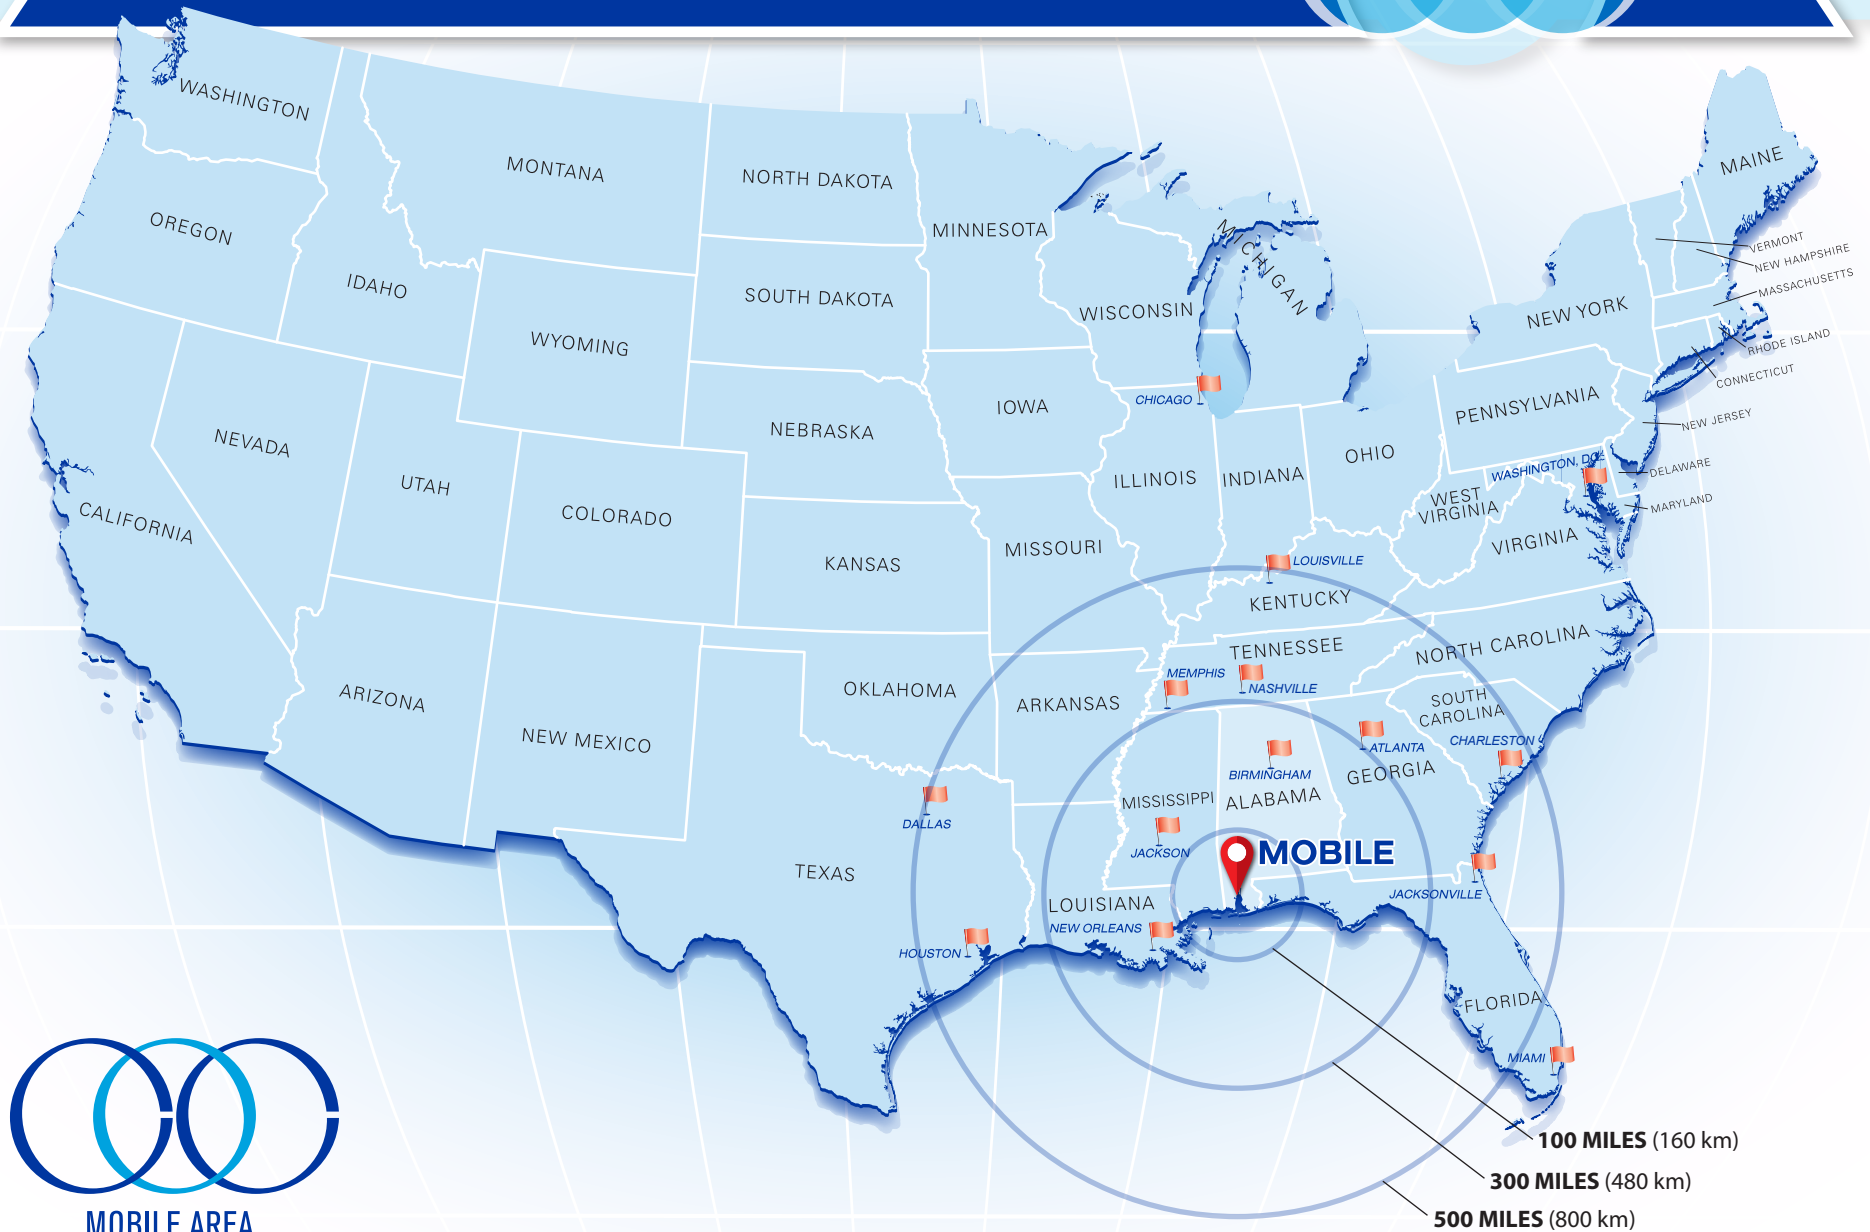 WASHINGTON
MONTANA
NORTH DAKOTA
MINNESOTA
MICHIGAN
MAINE
OREGON
IDAHO
SOUTH DAKOTA
WISCONSIN
NEW YORK
VERMONT
NEW HAMPSHIRE
MASSACHUSETTS
RHODE ISLAND
CONNECTICUT
WYOMING
CHICAGO
IOWA
NEBRASKA
PENNSYLVANIA
NEW JERSEY
NEVADA
UTAH
COLORADO
ILLINOIS
INDIANA
OHIO
WASHINGTON, DC
DELAWARE
MARYLAND
WEST
VIRGINIA
VIRGINIA
CALIFORNIA
KANSAS
MISSOURI
LOUISVILLE
KENTUCKY
TENNESSEE
NORTH CAROLINA
MEMPHIS
NASHVILLE
ARIZONA
NEW MEXICO
OKLAHOMA
ARKANSAS
SOUTH
CAROLINA
CHARLESTON
ATLANTA
GEORGIA
BIRMINGHAM
ALABAMA
MISSISSIPPI
DALLAS
JACKSON
MOBILE
TEXAS
LOUISIANA
NEW ORLEANS
JACKSONVILLE
HOUSTON
FLORIDA
MIAMI
100 MILES (160 km)
300 MILES (480 km)
500 MILES (800 km)
MOBILE AREA